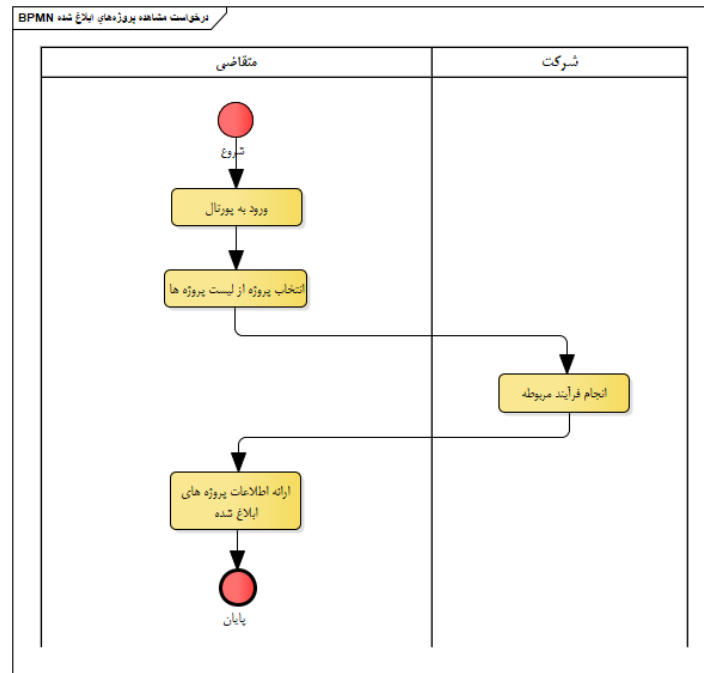 BPMN درخواست مشاهده پروژه‌های ابلاغ شده
متقاضی
شرکت
شروع
ورود به پورتال
انتخاب پروژه از لیست پروژه ها
انجام فرآیند مربوطه
ارائه اطلاعات پروژه های
ابلاغ شده
پایان